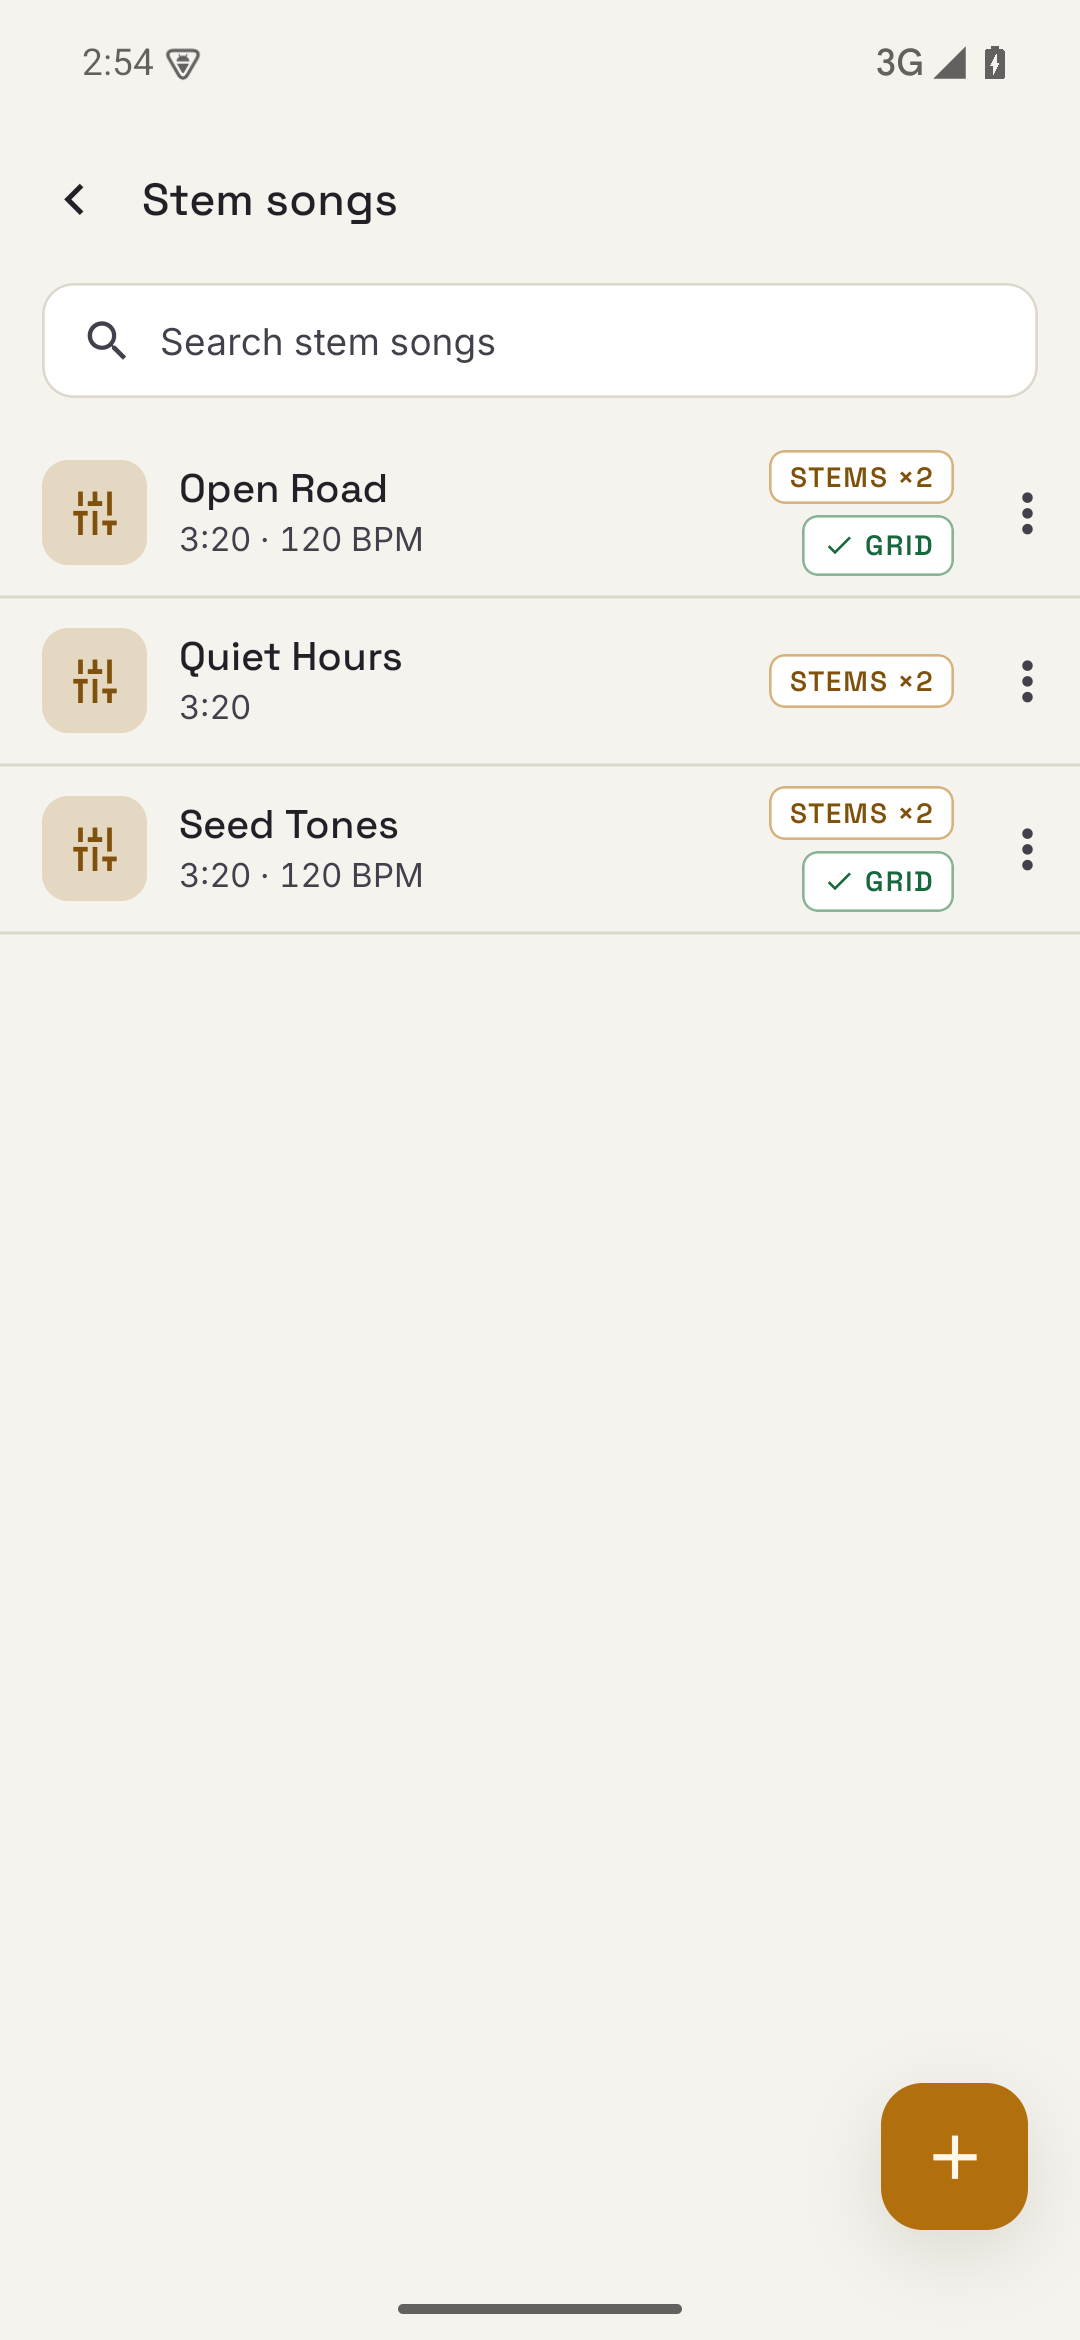 2:54
3G
Stem songs
Search stem songs
Open Road
3:20 · 120 BPM
STEMS ×2
GRID
Quiet Hours
3:20
STEMS ×2
Seed Tones
3:20 · 120 BPM
STEMS ×2
GRID